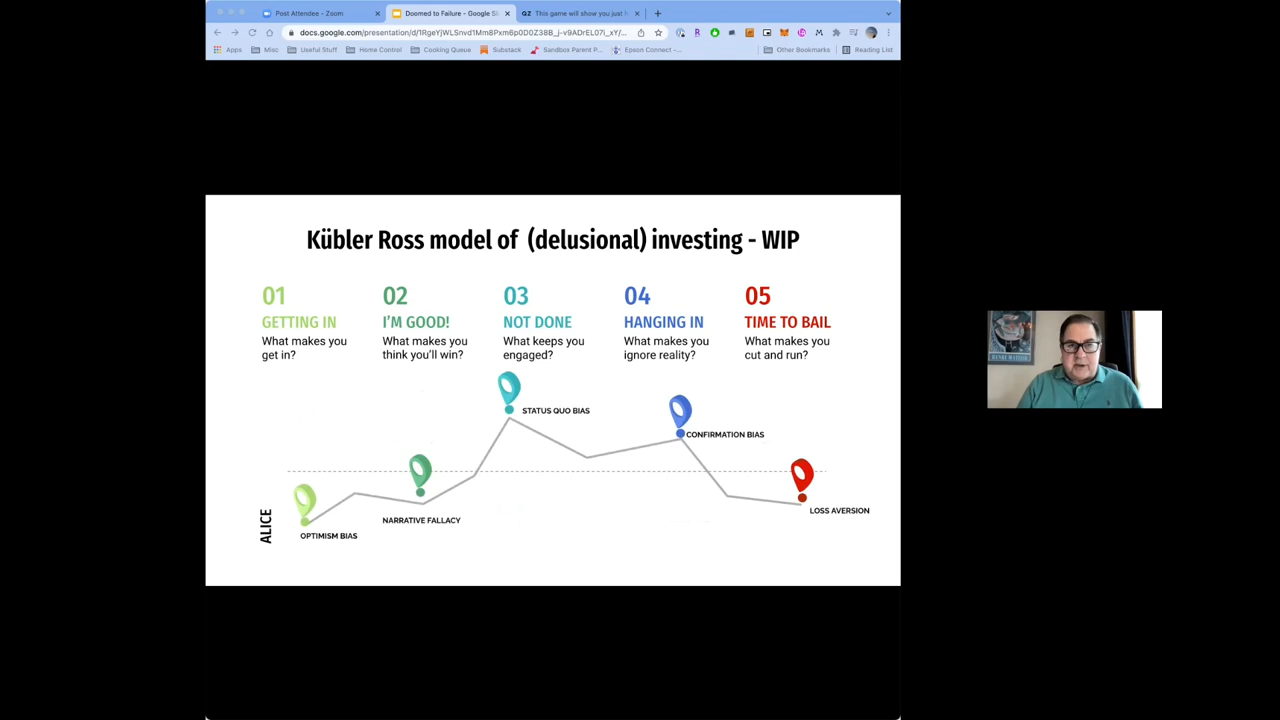 Post Attendee - Zoom
Doomed to Failure - Google Sl
This game will show you just h
docs.google.com/presentation/d/
Apps
Misc
Useful Stuff
Home Control
Cooking Queue
Substack
Sandbox Parent P...
Epson Connect -...
Other Bookmarks
Reading List
Kübler Ross model of (delusional) investing - WIP
01
GETTING IN
What makes you
get in?
02
I'M GOOD!
What makes you
think you'll win?
03
NOT DONE
What keeps you
engaged?
04
HANGING IN
What makes you
ignore reality?
05
TIME TO BAIL
What makes you
cut and run?
STATUS QUO BIAS
CONFIRMATION BIAS
LOSS AVERSION
NARRATIVE FALLACY
OPTIMISM BIAS
ALICE